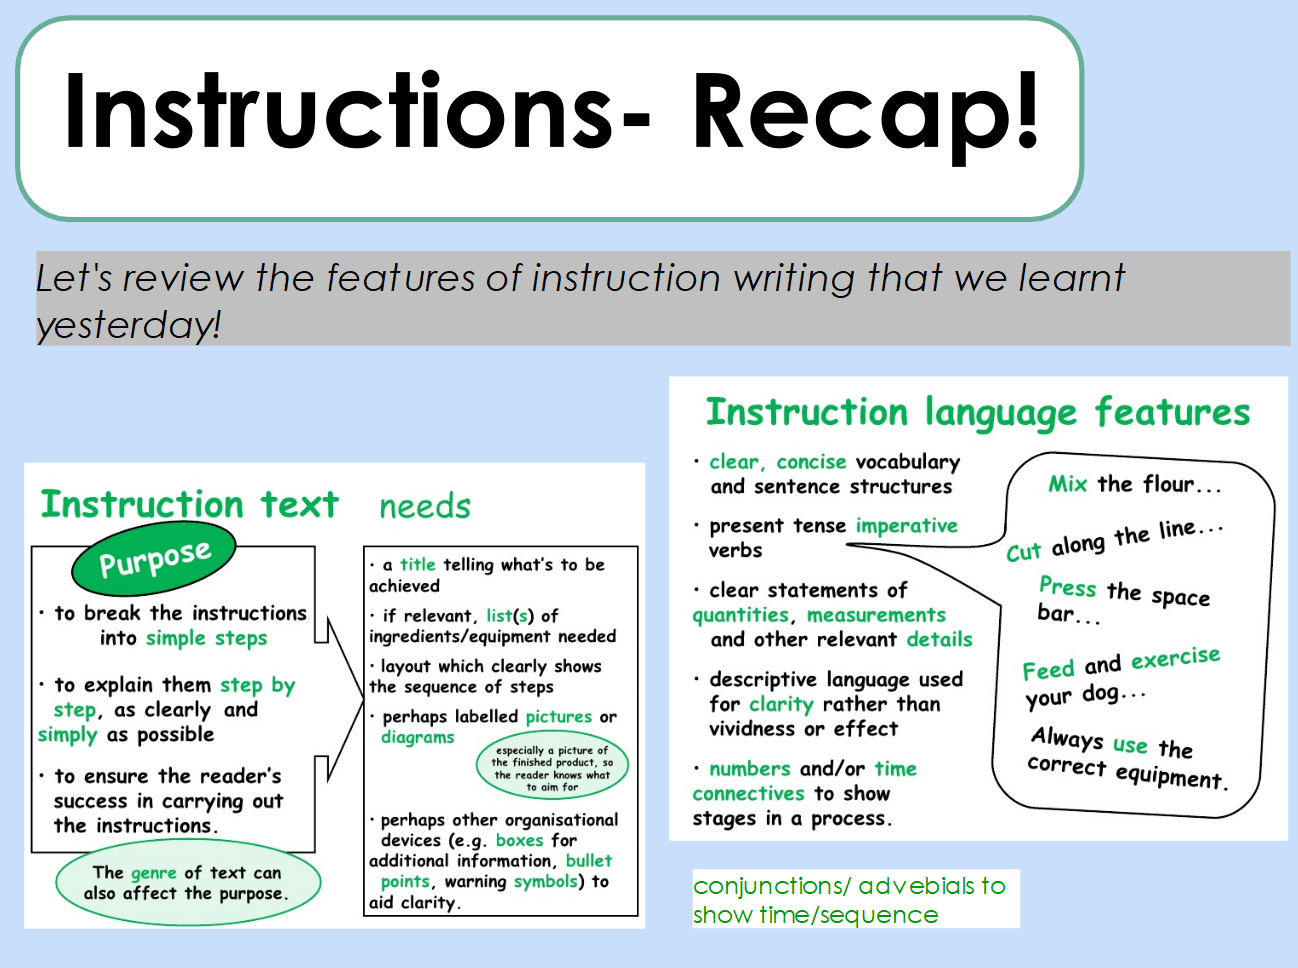 Instructions- Recap!
Let's review the features of instruction writing that we learnt
yesterday!
Instruction text needs
Purpose
· to break the instructions
into simple steps
· to explain them step by
step, as clearly and
simply as possible
· to ensure the reader's
success in carrying out
the instructions.
The genre of text can
also affect the purpose.
· a title telling what's to be
achieved
· if relevant, list(s) of
ingredients/equipment needed
· layout which clearly shows
the sequence of steps
· perhaps labelled pictures or
diagrams
especially a picture of
the finished product, so
the reader knows what
to aim for
· perhaps other organisational
devices (e.g. boxes for
additional information, bullet
points, warning symbols) to
aid clarity.
Instruction language features
· clear, concise vocabulary
and sentence structures
· present tense imperative
verbs
· clear statements of
quantities, measurements
and other relevant details
· descriptive language used
for clarity rather than
vividness or effect
· numbers and/or time
connectives to show
stages in a process.
Mix the flour...
Cut along the line...
Press the space
bar...
Feed and exercise
your dog...
Always use the
correct equipment.
conjunctions/ advebials to
show time/sequence